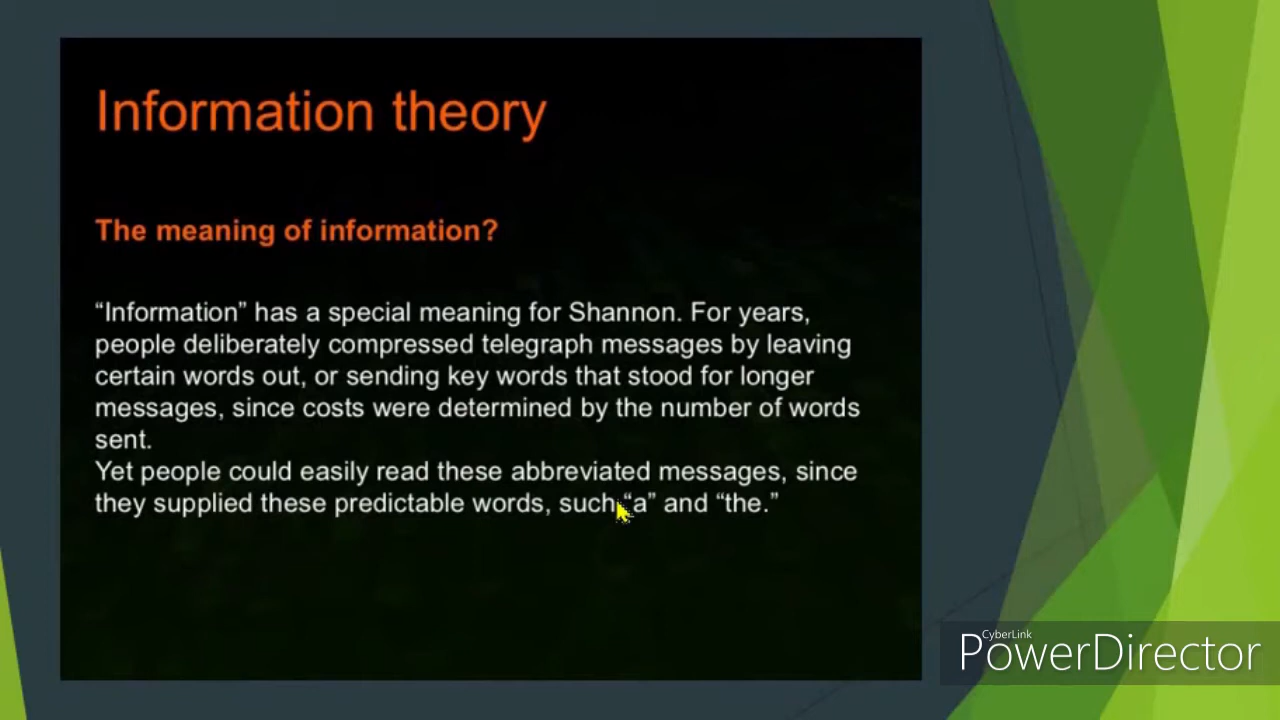 Information theory
The meaning of information?
“Information” has a special meaning for Shannon. For years,
people deliberately compressed telegraph messages by leaving
certain words out, or sending key words that stood for longer
messages, since costs were determined by the number of words
sent.
Yet people could easily read these abbreviated messages, since
they supplied these predictable words, such “a” and “the.”
CyberLink
PowerDirector